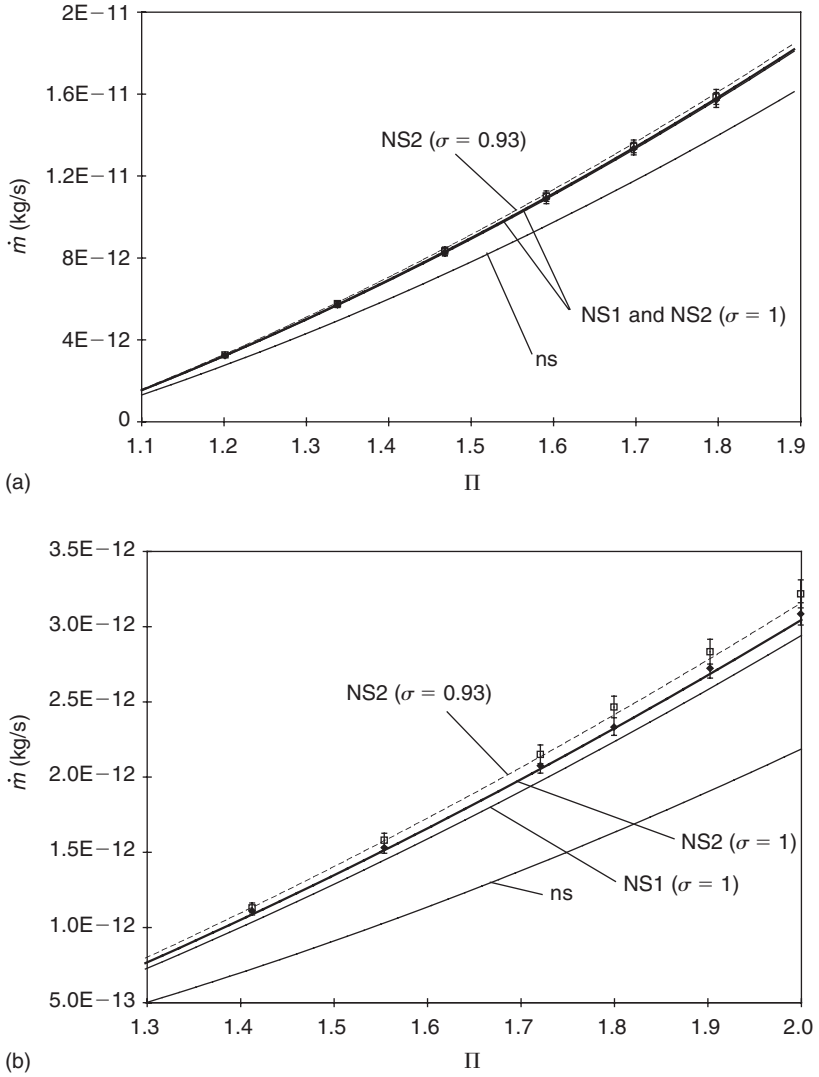 2E−11
1.6E−11
1.2E−11
8E−12
4E−12
0
ṁ (kg/s)
NS2 (σ = 0.93)
NS1 and NS2 (σ = 1)
ns
1.1 1.2 1.3 1.4 1.5 1.6 1.7 1.8 1.9
(a)
Π
3.5E−12
3.0E−12
2.5E−12
2.0E−12
1.5E−12
1.0E−12
5.0E−13
ṁ (kg/s)
NS2 (σ = 0.93)
NS2 (σ = 1)
NS1 (σ = 1)
ns
1.3 1.4 1.5 1.6 1.7 1.8 1.9 2.0
(b)
Π